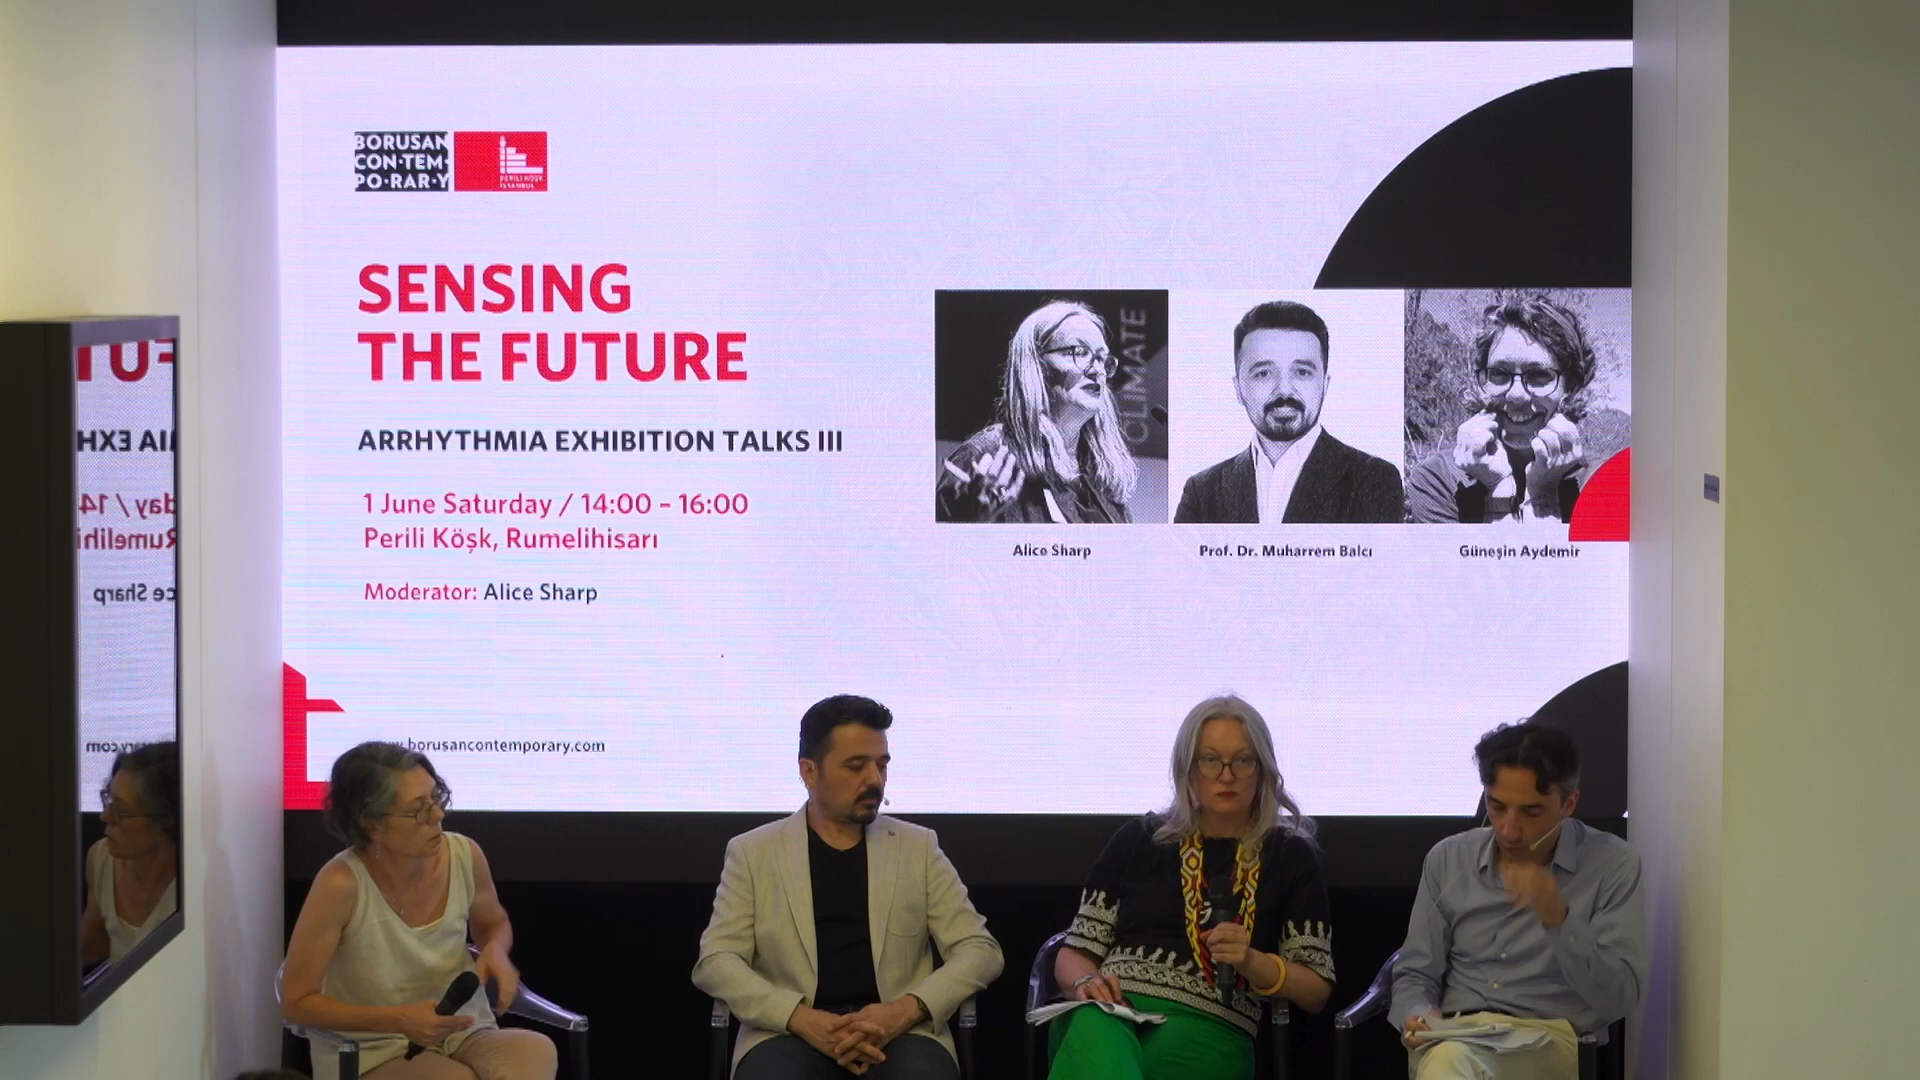 BORUSAN
CON·TEM·
PO·RAR·Y
PERİLİ KÖŞK
İSTANBUL
SENSING
THE FUTURE
ARRHYTHMIA EXHIBITION TALKS III
1 June Saturday / 14:00 – 16:00
Perili Köşk, Rumelihisarı
Moderator: Alice Sharp
CLIMATE
Alice Sharp
Prof. Dr. Muharrem Balcı
Güneşin Aydemir
borusancontemporary.com